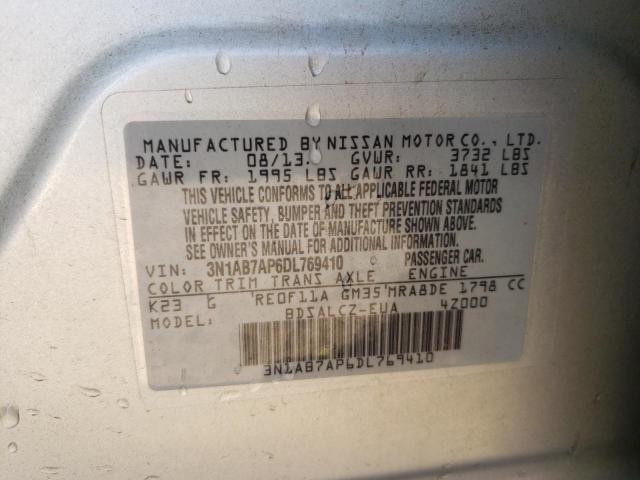 MANUFACTURED BY NISSAN MOTOR CO., LTD.
DATE: 08/13 GVWR: 3732 LBS
GAWR FR: 1995 LBS GAWR RR: 1841 LBS
THIS VEHICLE CONFORMS TO ALL APPLICABLE FEDERAL MOTOR
VEHICLE SAFETY, BUMPER AND THEFT PREVENTION STANDARDS
IN EFFECT ON THE DATE OF MANUFACTURE SHOWN ABOVE.
SEE OWNER'S MANUAL FOR ADDITIONAL INFORMATION.
VIN: 3N1AB7AP6DL769410 PASSENGER CAR.
COLOR TRIM TRANS AXLE ENGINE
K23 G RE0F11A GM35 MRA8DE 1798 CC
MODEL: BDSALCZ-EUA 4Z000
3N1AB7AP6DL769410